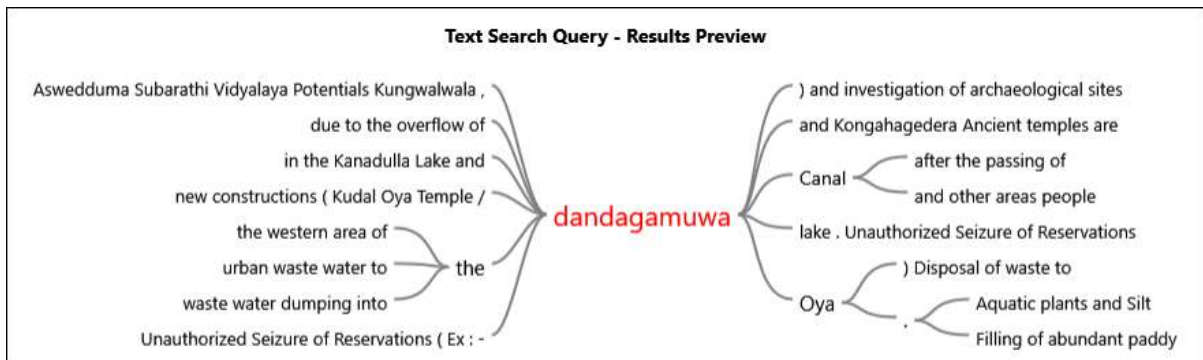 Text Search Query - Results Preview
Aswedduma Subarathi Vidyalaya Potentials Kungwalwala ,
due to the overflow of
in the Kanadulla Lake and
new constructions ( Kudal Oya Temple /
the western area of
urban waste water to
waste water dumping into
the
Unauthorized Seizure of Reservations ( Ex : -
dandagamuwa
) and investigation of archaeological sites
and Kongahagedera Ancient temples are
Canal
after the passing of
and other areas people
lake . Unauthorized Seizure of Reservations
Oya
) Disposal of waste to
.
Aquatic plants and Silt
Filling of abundant paddy